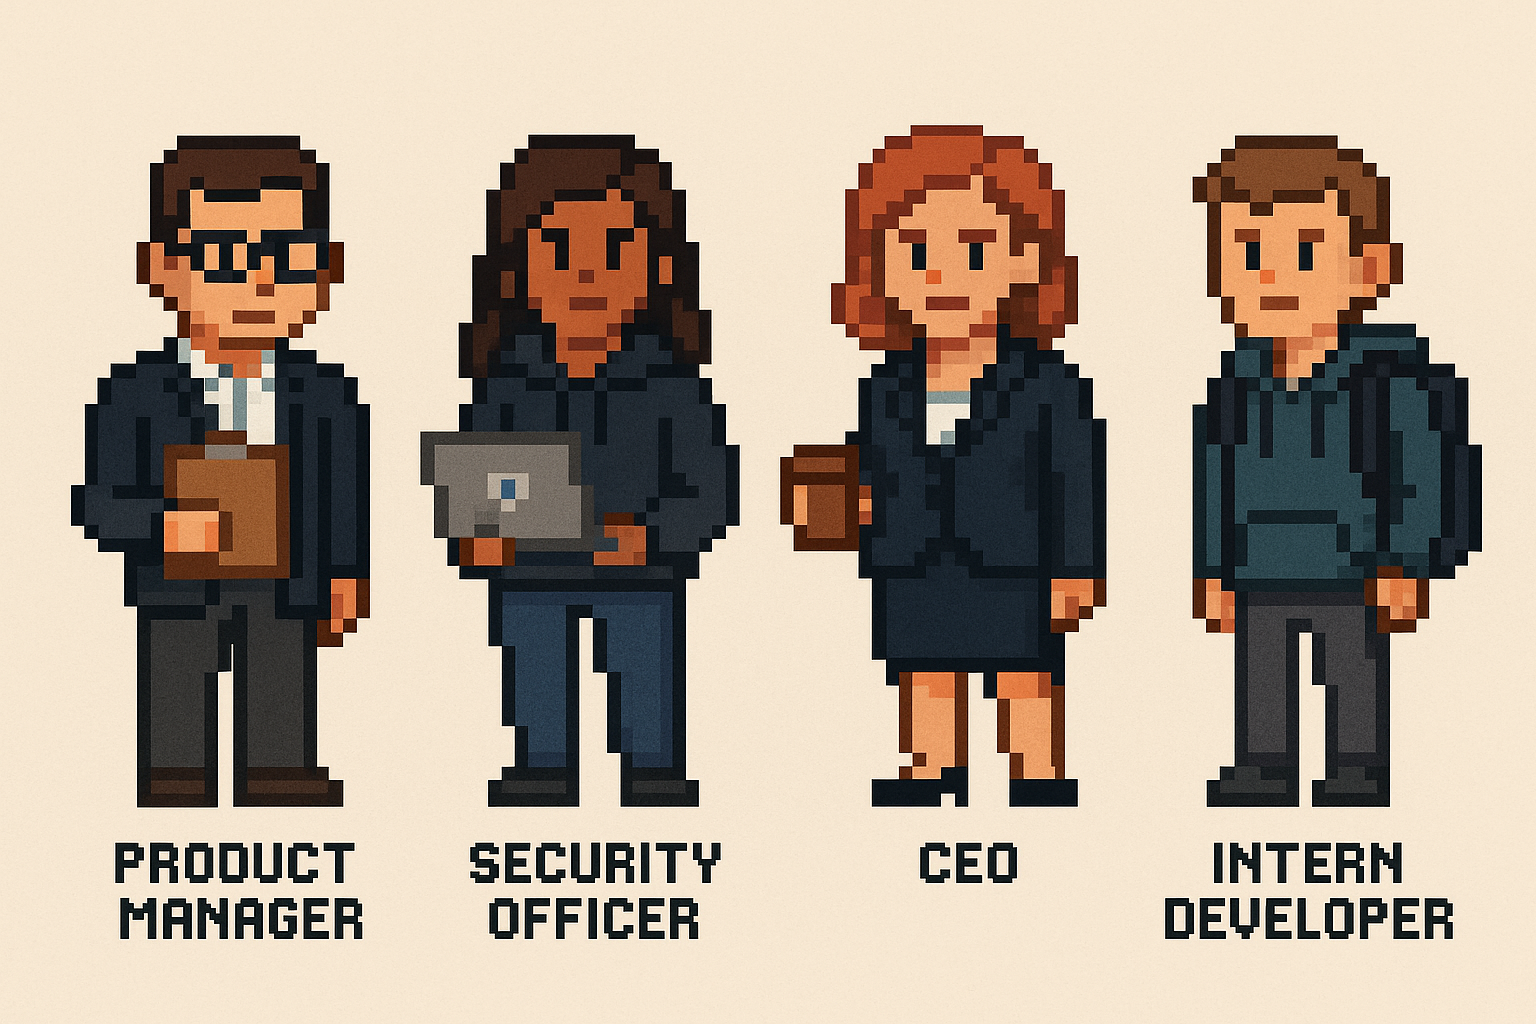 PRODUCT
MANAGER
SECURITY
OFFICER
CEO
INTERN
DEVELOPER